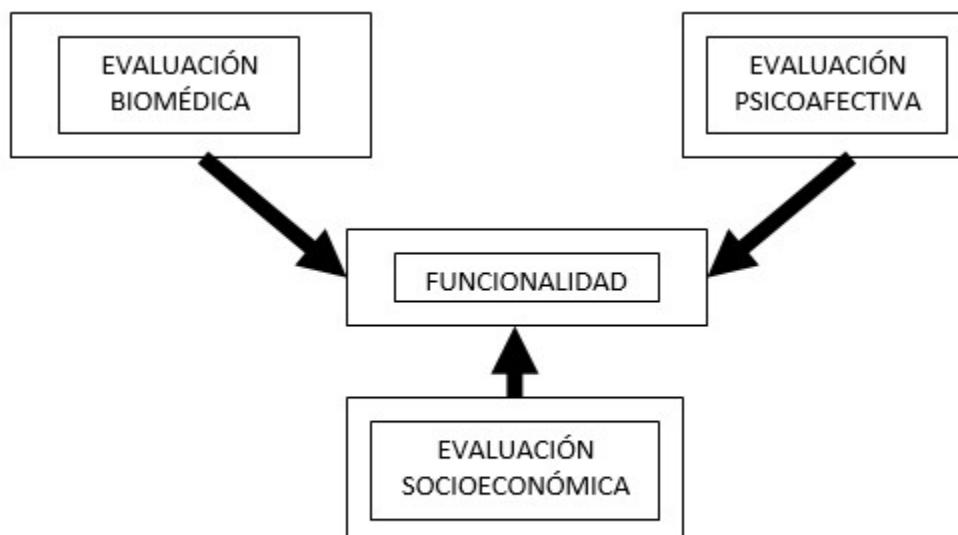 EVALUACIÓN
BIOMÉDICA
EVALUACIÓN
PSICOAFECTIVA
FUNCIONALIDAD
EVALUACIÓN
SOCIOECONÓMICA